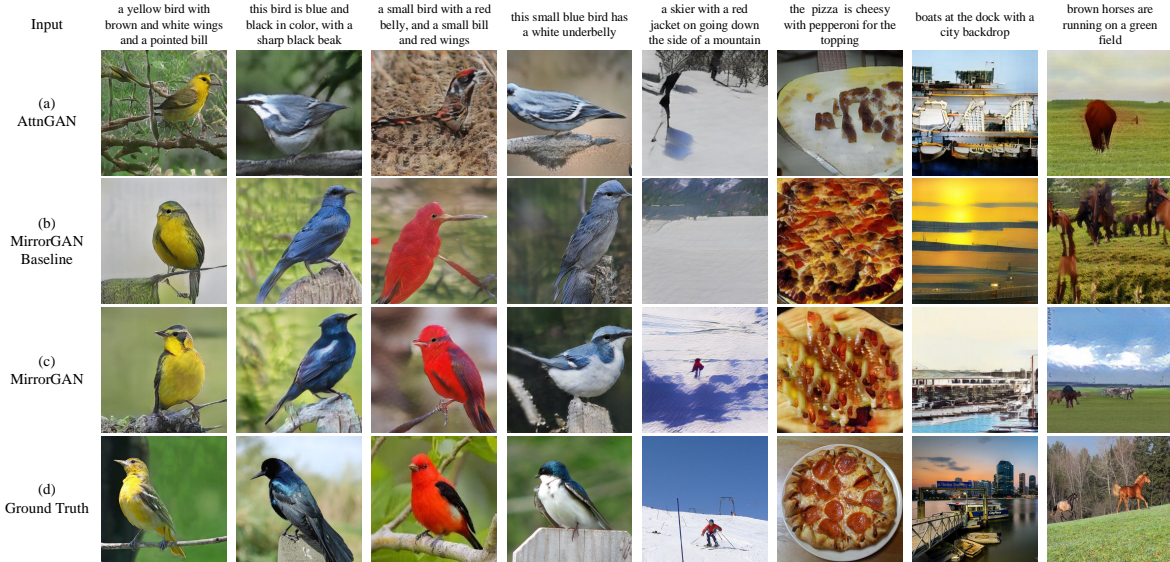 Input
a yellow bird with
brown and white wings
and a pointed bill
this bird is blue and
black in color, with a
sharp black beak
a small bird with a red
belly, and a small bill
and red wings
this small blue bird has
a white underbelly
a skier with a red
jacket on going down
the side of a mountain
the pizza is cheesy
with pepperoni for the
topping
boats at the dock with a
city backdrop
brown horses are
running on a green
field
(a)
AttnGAN
(b)
MirrorGAN
Baseline
(c)
MirrorGAN
(d)
Ground Truth